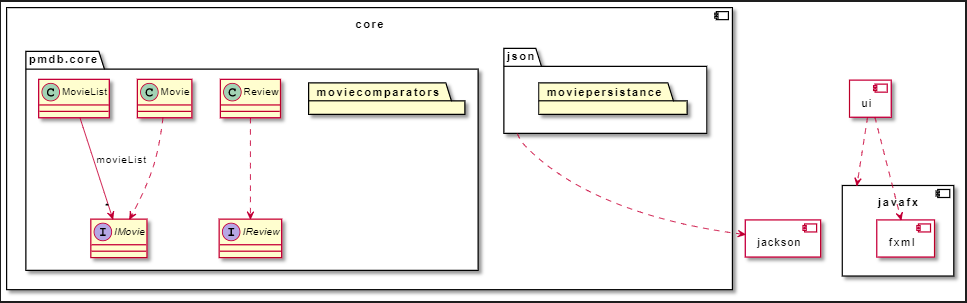 core
pmdb.core
json
C MovieList
C Movie
C Review
moviecomparators
moviepersistance
ui
movieList
*
I IMovie
I IReview
jackson
javafx
fxml